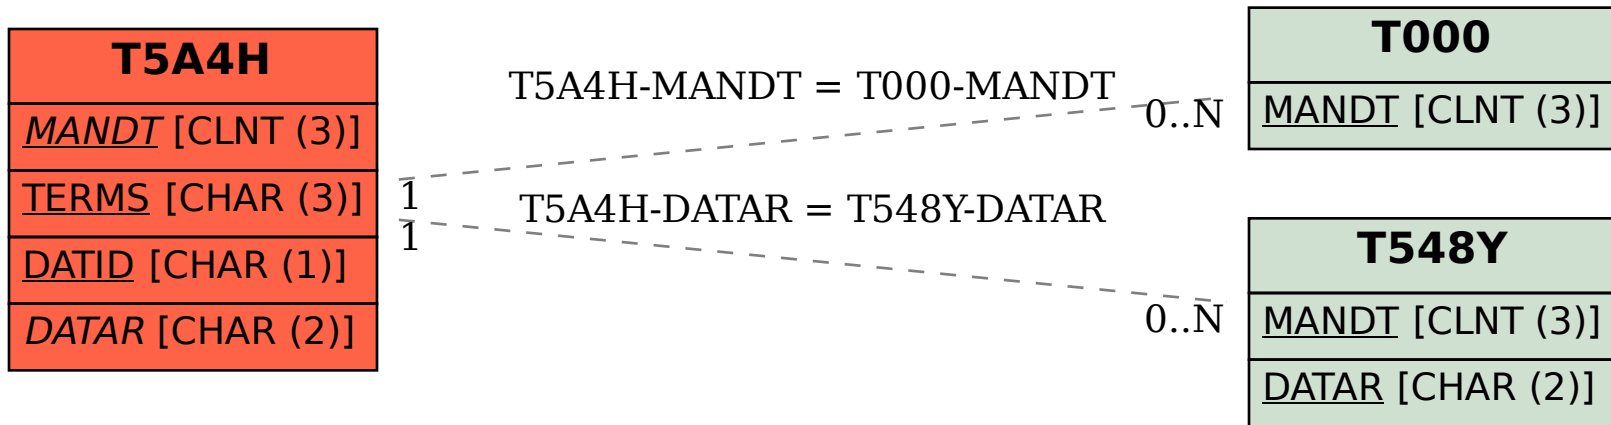 T5A4H
MANDT [CLNT (3)]
TERMS [CHAR (3)]
DATID [CHAR (1)]
DATAR [CHAR (2)]
T5A4H-MANDT = T000-MANDT
1
0..N
T5A4H-DATAR = T548Y-DATAR
1
0..N
T000
MANDT [CLNT (3)]
T548Y
MANDT [CLNT (3)]
DATAR [CHAR (2)]